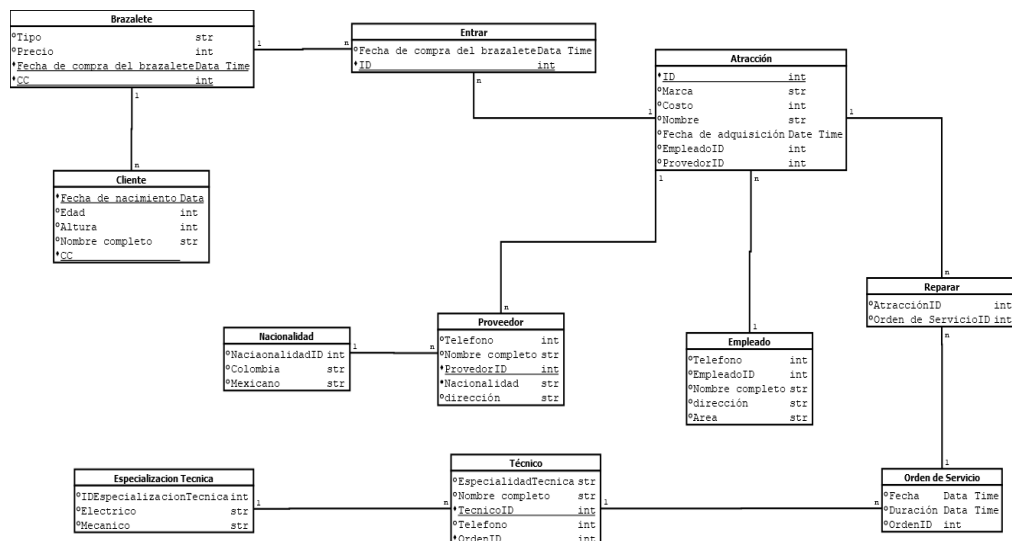 Brazalete
Tipo str
Precio int
Fecha de compra del brazalete Data Time
CC int
1
n
Entrar
Fecha de compra del brazalete Data Time
ID int
n
1
Atracción
ID int
Marca str
Costo int
Nombre str
Fecha de adquisición Date Time
EmpleadoID int
ProvedorID int
1
1
n
1
n
Cliente
Fecha de nacimiento Data
Edad int
Altura int
Nombre completo str
CC
n
Reparar
AtracciónID int
Orden de ServicioID int
n
n
Proveedor
Telefono int
Nombre completo str
ProvedorID int
Nacionalidad str
dirección str
Nacionalidad
NaciaonalidadID int
Colombia str
Mexicano str
1
n
1
Empleado
Telefono int
EmpleadoID int
Nombre completo str
dirección str
Area str
Especializacion Tecnica
IDEspecializacionTecnica int
Electrico str
Mecanico str
1
n
Técnico
EspecialidadTecnica str
Nombre completo str
TecnicoID int
Telefono int
OrdenID int
1
n
1
Orden de Servicio
Fecha Data Time
Duración Data Time
OrdenID int